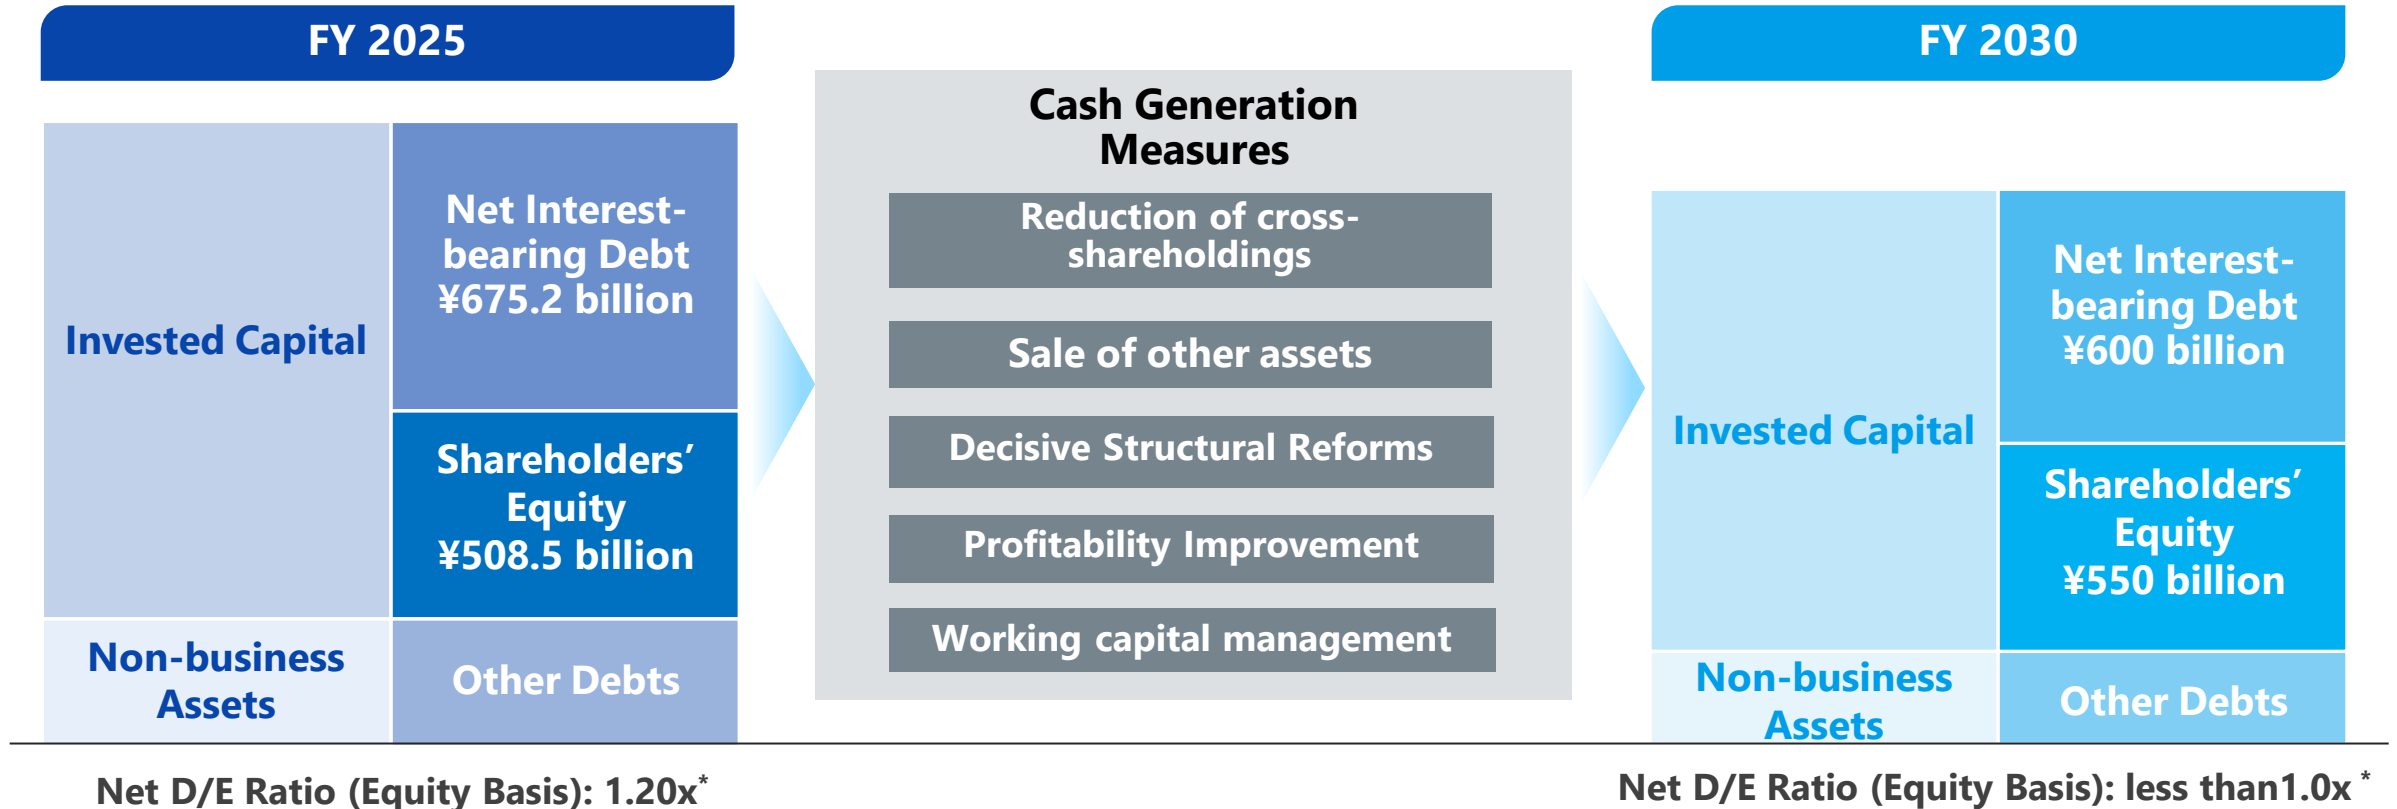 FY 2025
Invested Capital
Net Interest-
bearing Debt
¥675.2 billion
Shareholders’
Equity
¥508.5 billion
Non-business
Assets
Other Debts
Net D/E Ratio (Equity Basis): 1.20x*
Cash Generation
Measures
Reduction of cross-
shareholdings
Sale of other assets
Decisive Structural Reforms
Profitability Improvement
Working capital management
FY 2030
Invested Capital
Net Interest-
bearing Debt
¥600 billion
Shareholders’
Equity
¥550 billion
Non-business
Assets
Other Debts
Net D/E Ratio (Equity Basis): less than1.0x *